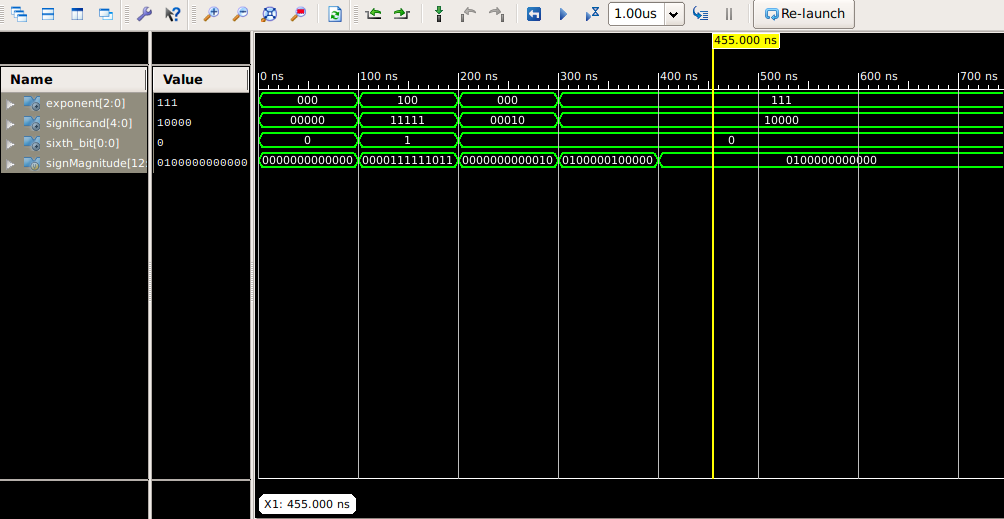 1.00us Re-launch
455.000 ns
Name Value
0 ns 100 ns 200 ns 300 ns 400 ns 500 ns 600 ns 700 ns
exponent[2:0] 111 000 100 000 111
significand[4:0] 10000 00000 11111 00010 10000
sixth_bit[0:0] 0 0 1 0
signMagnitude[12: 0100000000000 0000000000000 0000111111011 0000000000010 0100000100000 0100000000000
X1: 455.000 ns